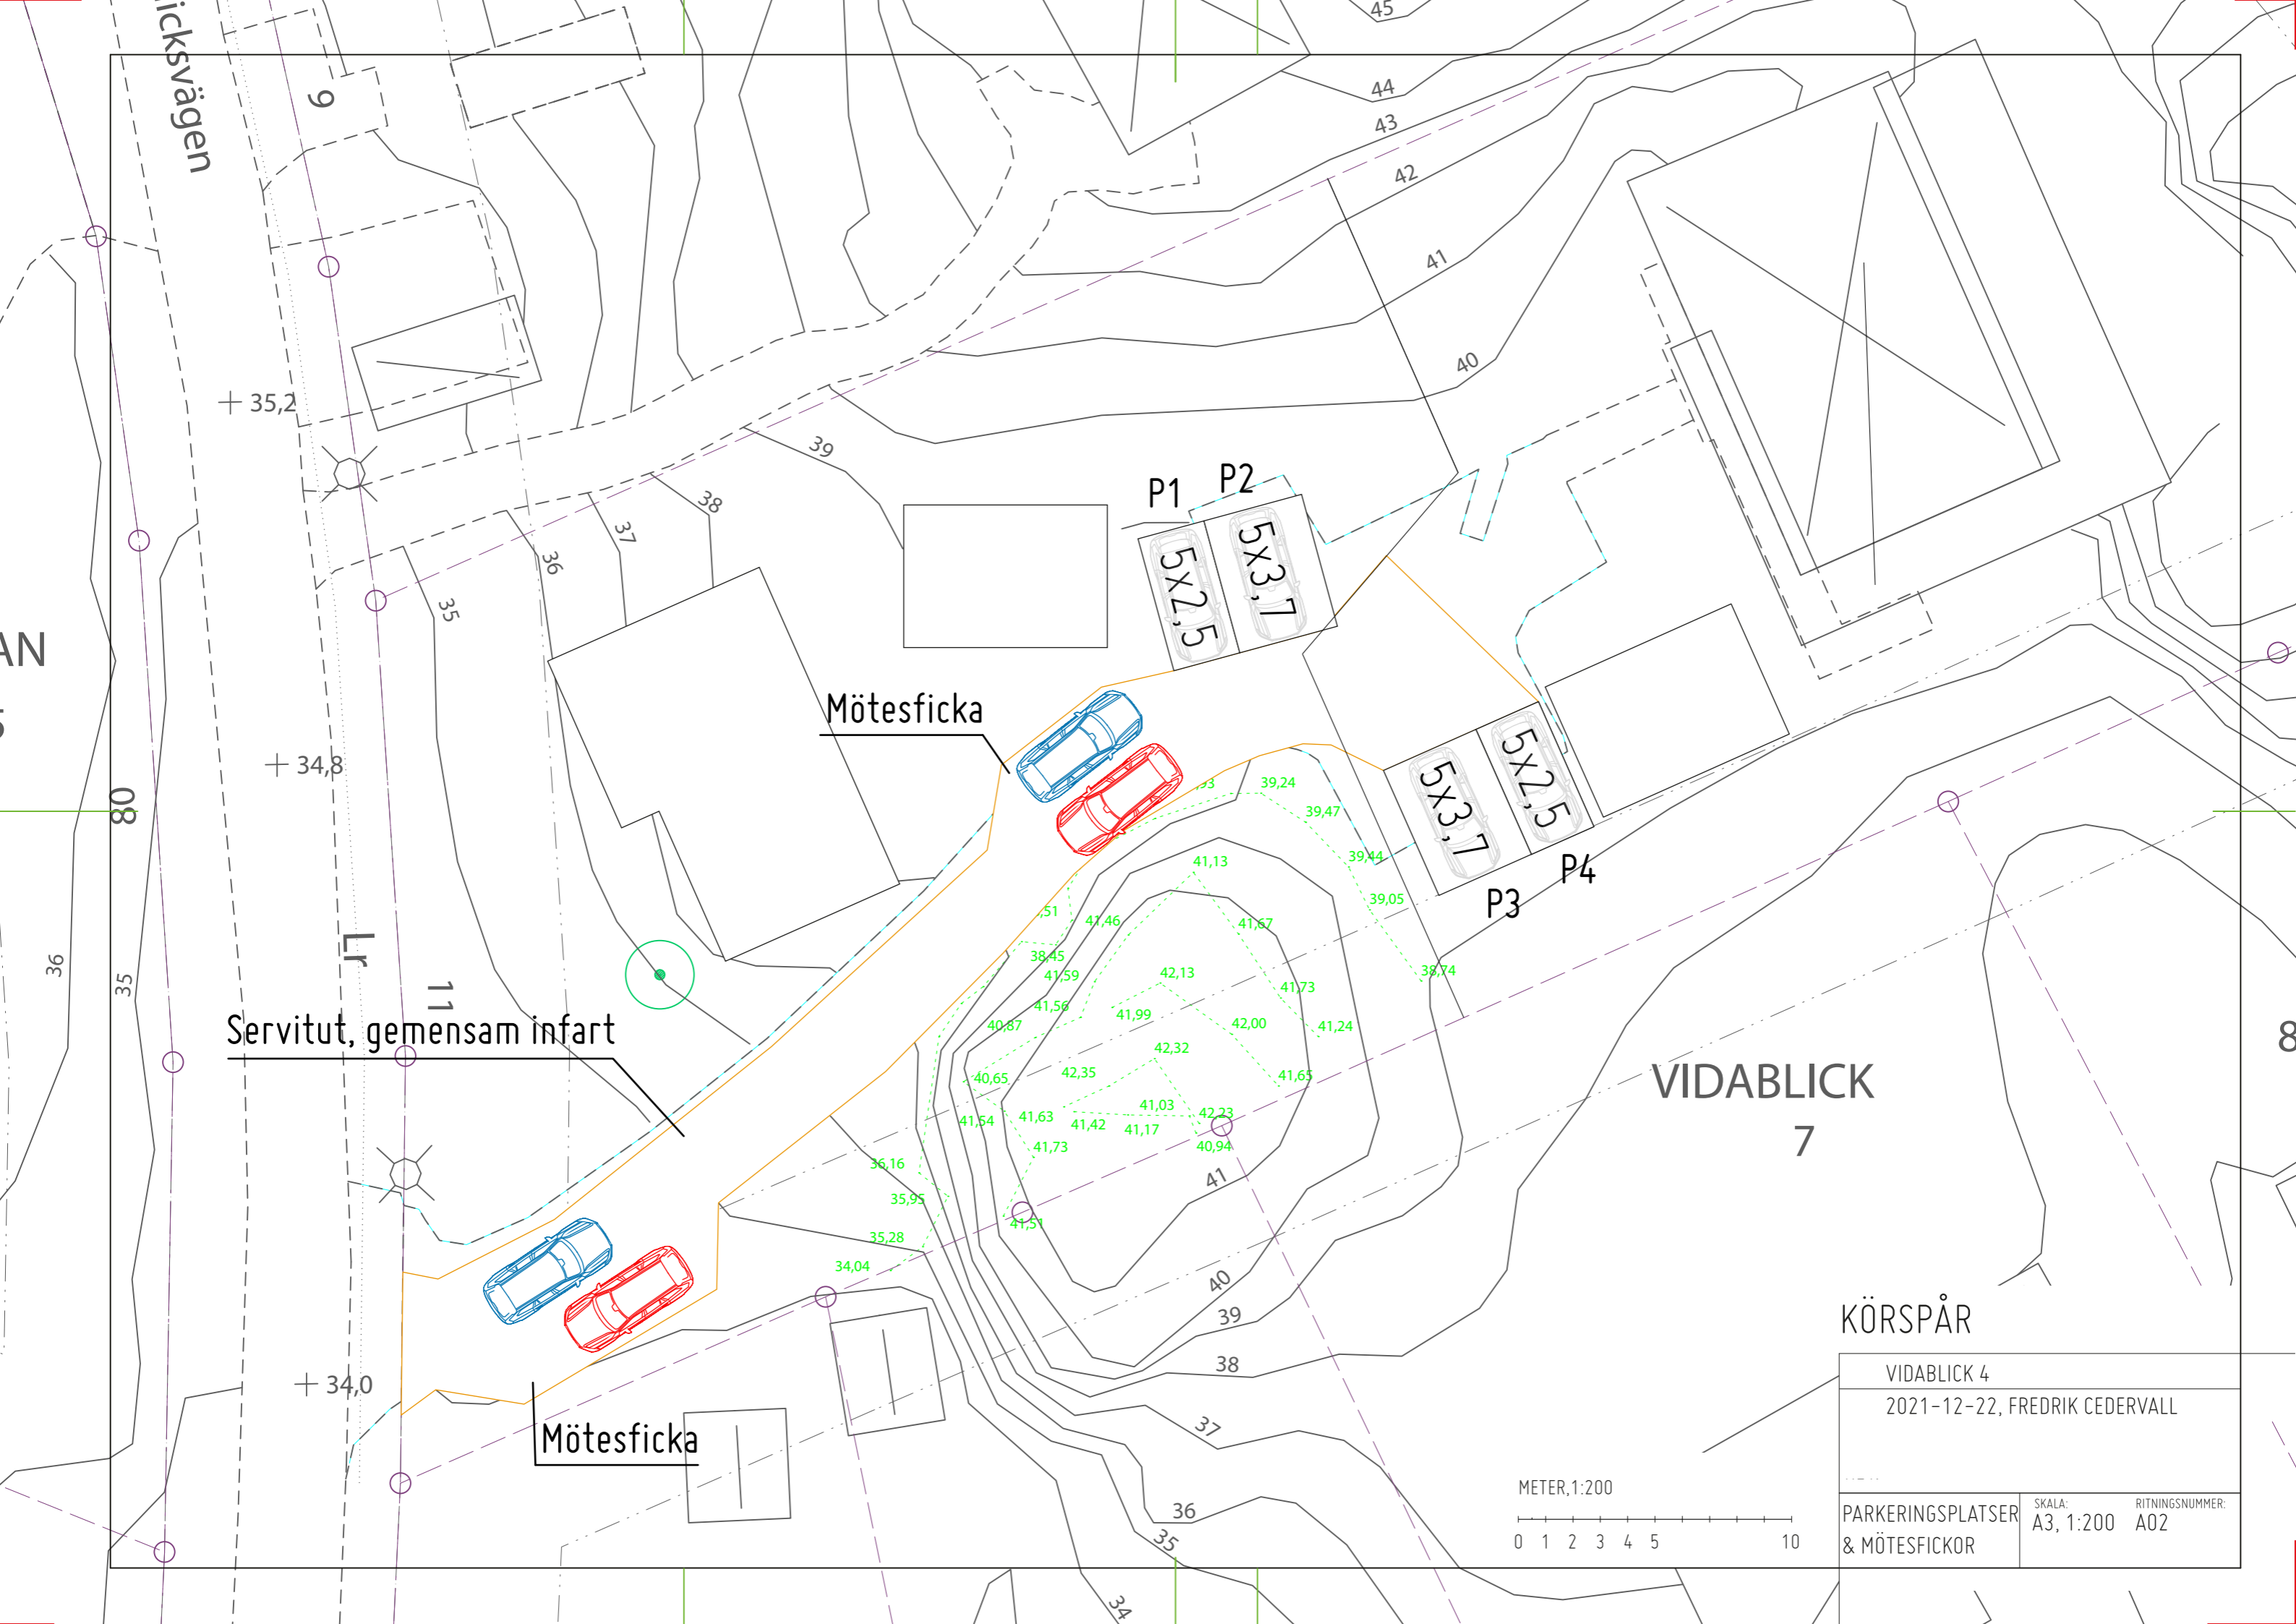 icksvägen
9
45
44
43
42
41
40
39
38
37
36
35
35,2
34,8
80
36
35
Lr
11
AN
P1
P2
5x2,5
5x3,7
Mötesficka
5x3,7
5x2,5
P3
P4
39,24
39,47
39,44
39,05
38,74
41,13
41,46
41,67
38,45
41,59
42,13
41,73
41,56
41,99
40,87
42,00
41,24
42,32
42,35
40,65
41,65
41,03
41,63
42,23
41,54
41,42
41,17
41,73
40,94
36,16
35,95
41,51
35,28
34,04
Servitut, gemensam infart
34,0
Mötesficka
VIDABLICK
7
8
41
40
39
38
37
36
35
34
METER,1:200
0 1 2 3 4 5 10
KÖRSPÅR
VIDABLICK 4
2021-12-22, FREDRIK CEDERVALL
PARKERINGSPLATSER
& MÖTESFICKOR
SKALA:
A3, 1:200
RITNINGSNUMMER:
A02